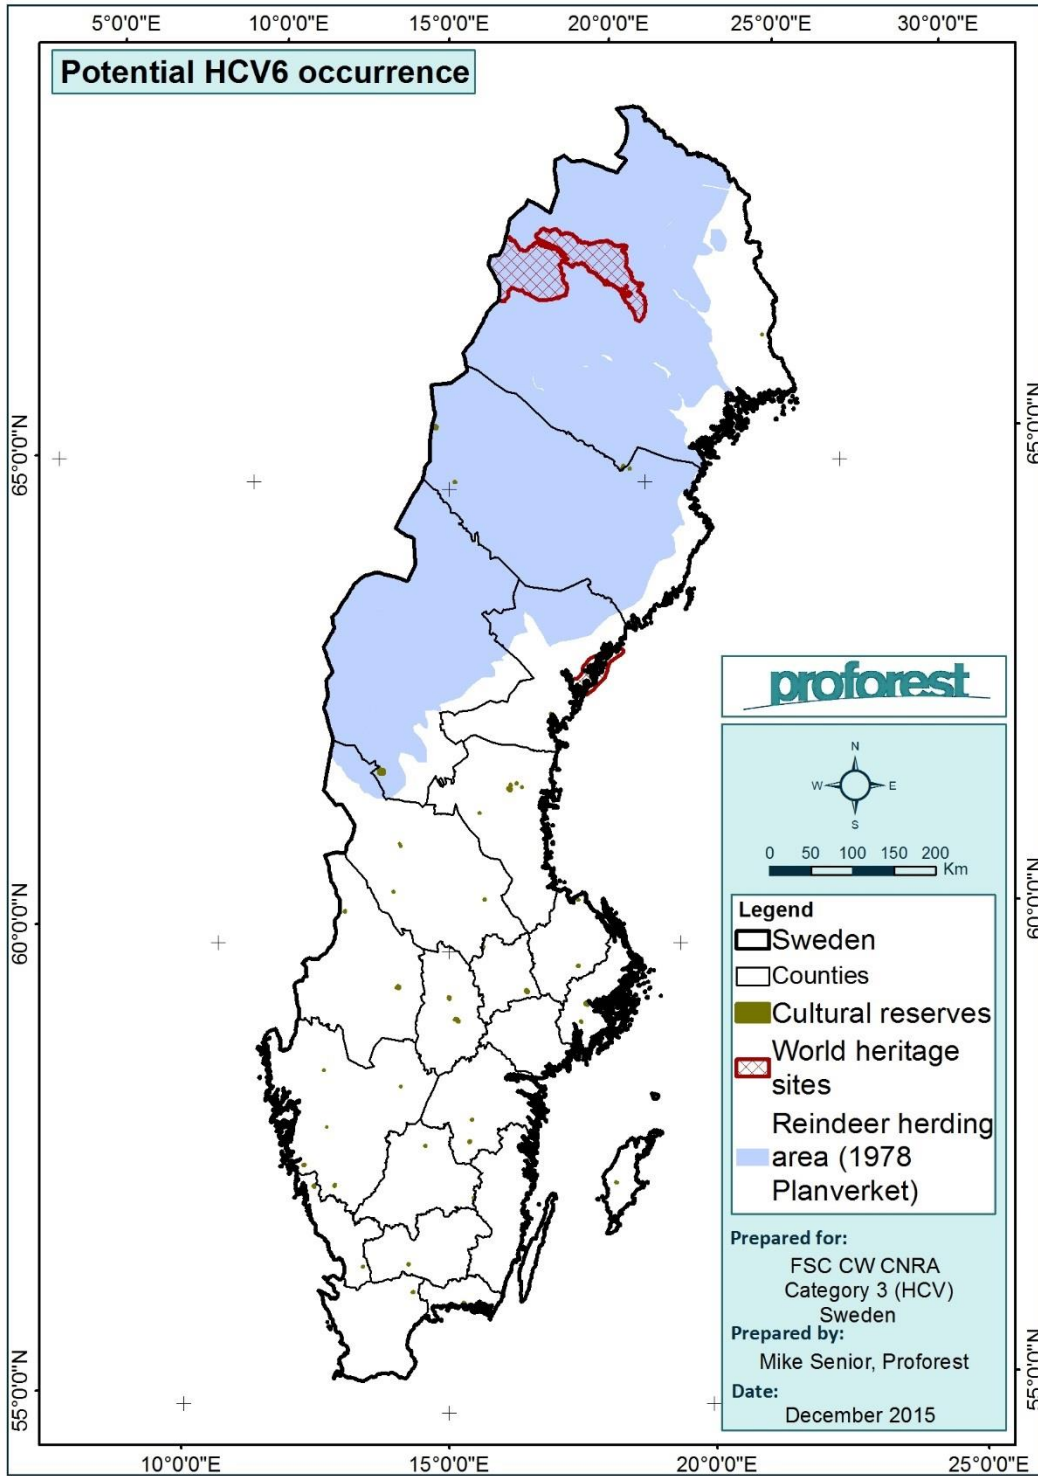 5°0'0"E 10°0'0"E 15°0'0"E 20°0'0"E 25°0'0"E 30°0'0"E
Potential HCV6 occurrence
65°0'0"N
65°0'0"N
proforest
N
W E
S
0 50 100 150 200
Km
60°0'0"N
60°0'0"N
Legend
Sweden
Counties
Cultural reserves
World heritage
sites
Reindeer herding
area (1978
Planverket)
Prepared for:
FSC CW CNRA
Category 3 (HCV)
Sweden
Prepared by:
Mike Senior, Proforest
Date:
December 2015
55°0'0"N
55°0'0"N
10°0'0"E 15°0'0"E 20°0'0"E 25°0'0"E